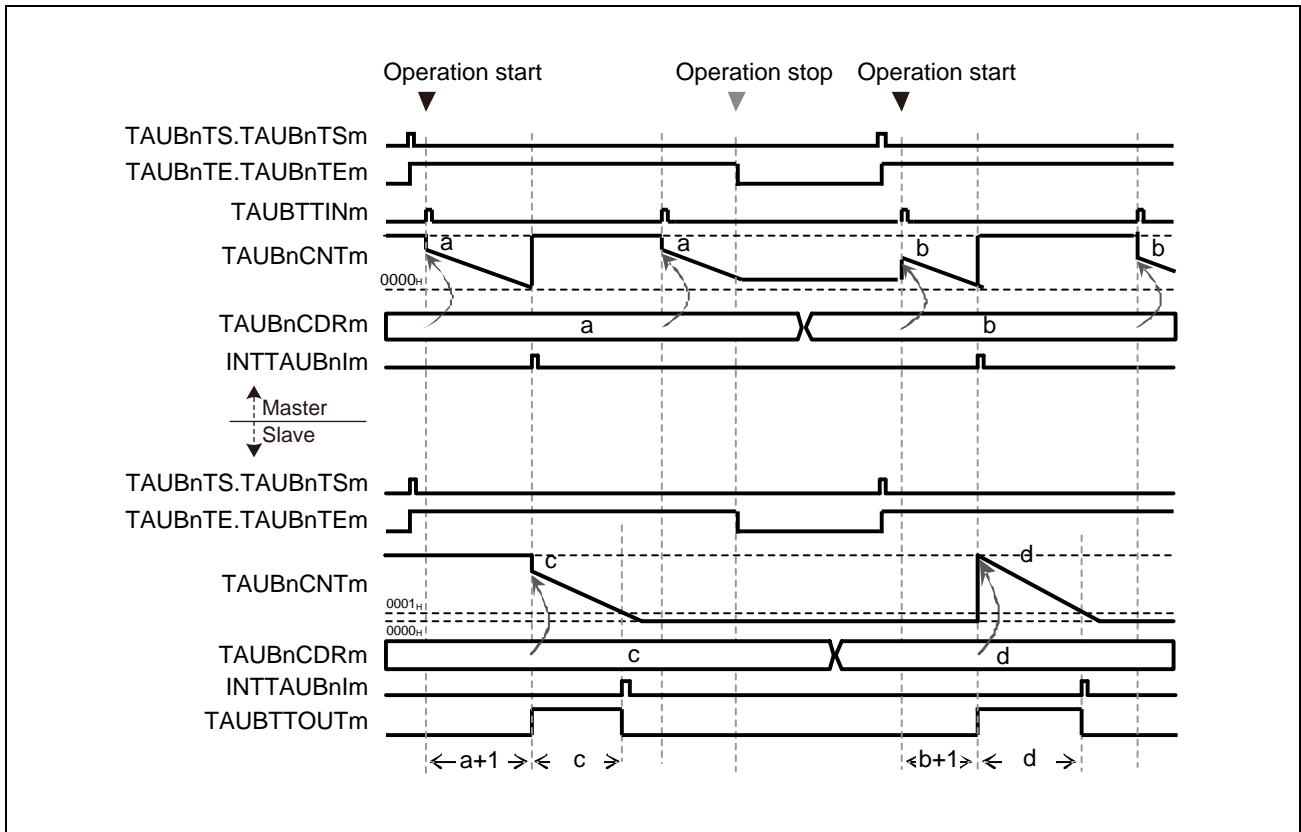 Operation start Operation stop Operation start
TAUBnTS.TAUBnTSm
TAUBnTE.TAUBnTEm
TAUBTTINm
TAUBnCNTm a a b b
0000H
TAUBnCDRm a b
INTTAUBnIm
Master
Slave
TAUBnTS.TAUBnTSm
TAUBnTE.TAUBnTEm
TAUBnCNTm c d
0001H
0000H
TAUBnCDRm c d
INTTAUBnIm
TAUBTTOUTm
a+1 c b+1 d